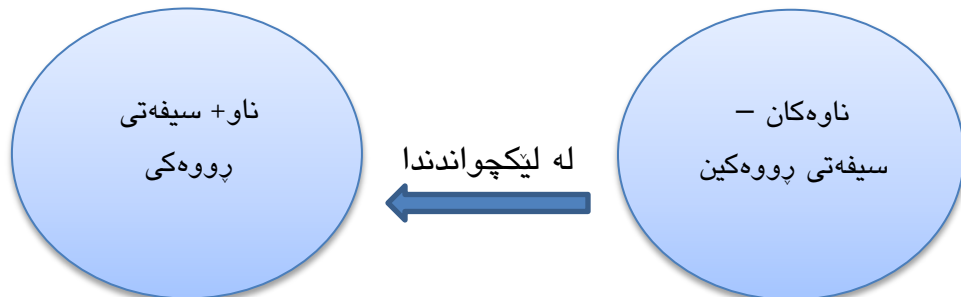 ناوەکان –
سیفەتی ڕووەکین
لە لێکچواندندا
ناو+ سیفەتی
ڕووەکی